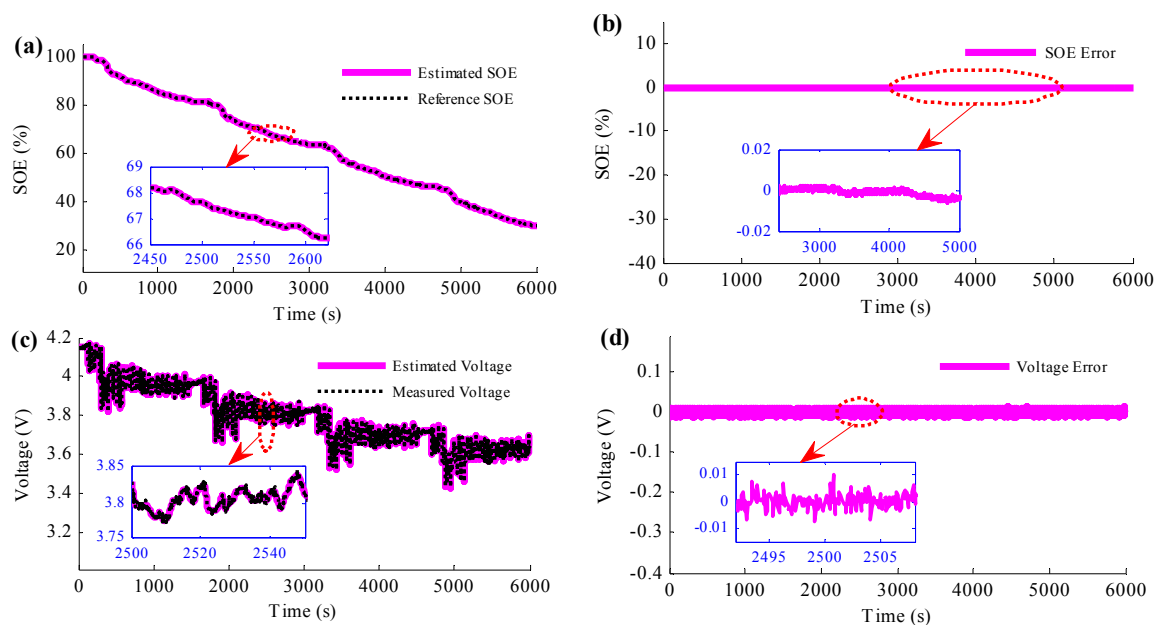 (a)
100
80
60
40
20
SOE (%)
Estimated SOE
Reference SOE
69
68
67
66
2450 2500 2550 2600
0 1000 2000 3000 4000 5000 6000
Time (s)
(b)
10
0
-10
-20
-30
-40
SOE (%)
SOE Error
0.02
0
-0.02
3000 4000 5000
0 1000 2000 3000 4000 5000 6000
Time (s)
(c)
4.2
4
3.8
3.6
3.4
3.2
Voltage (V)
Estimated Voltage
Measured Voltage
3.85
3.8
3.75
2500 2520 2540
0 1000 2000 3000 4000 5000 6000
Time (s)
(d)
0.1
0
-0.1
-0.2
-0.3
-0.4
Voltage (V)
Voltage Error
0.01
0
-0.01
2495 2500 2505
0 1000 2000 3000 4000 5000 6000
Time (s)